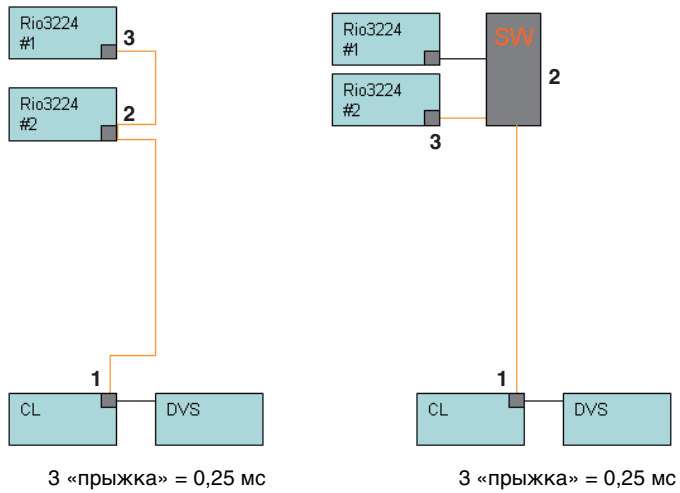 Rio3224
#1
3
Rio3224
#2
2
1
CL
DVS
3 «прыжка» = 0,25 мс
Rio3224
#1
SW
2
Rio3224
#2
3
1
CL
DVS
3 «прыжка» = 0,25 мс